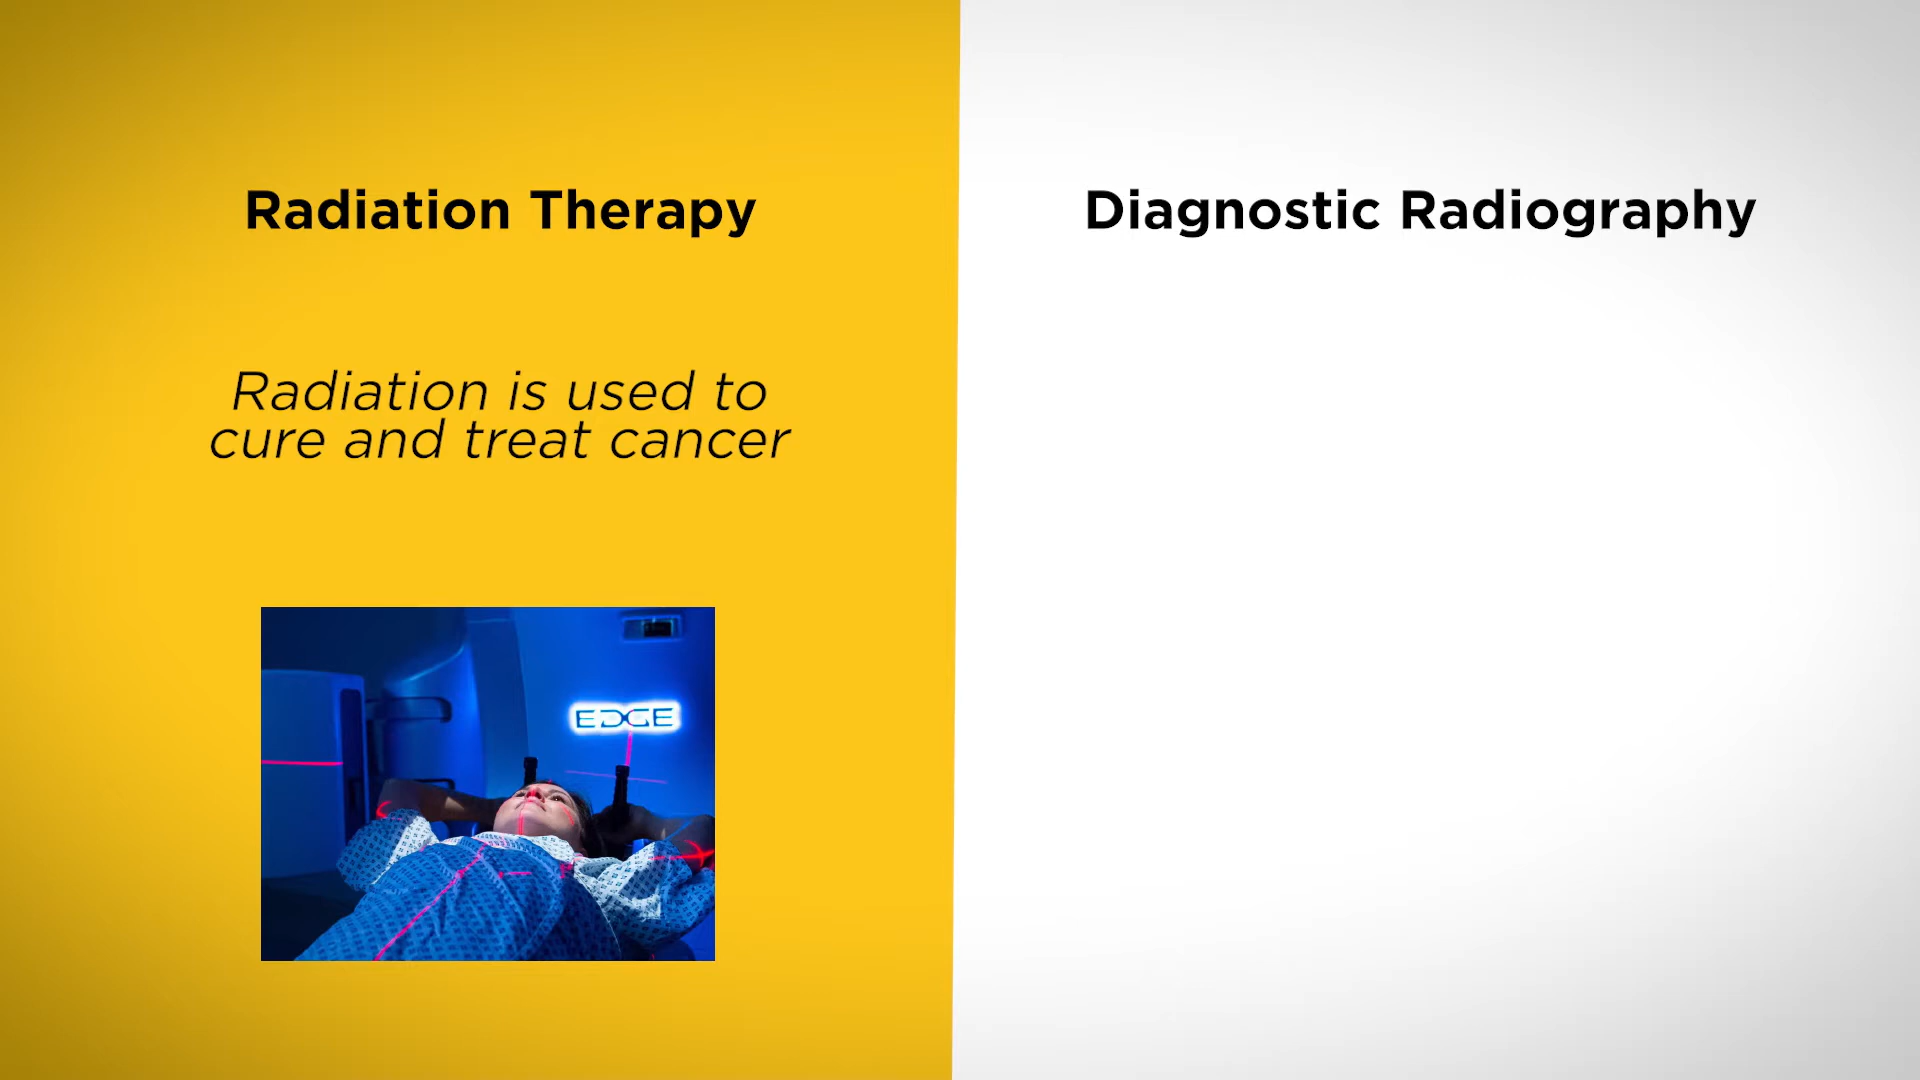 Radiation Therapy
Radiation is used to
cure and treat cancer
EDGE
Diagnostic Radiography